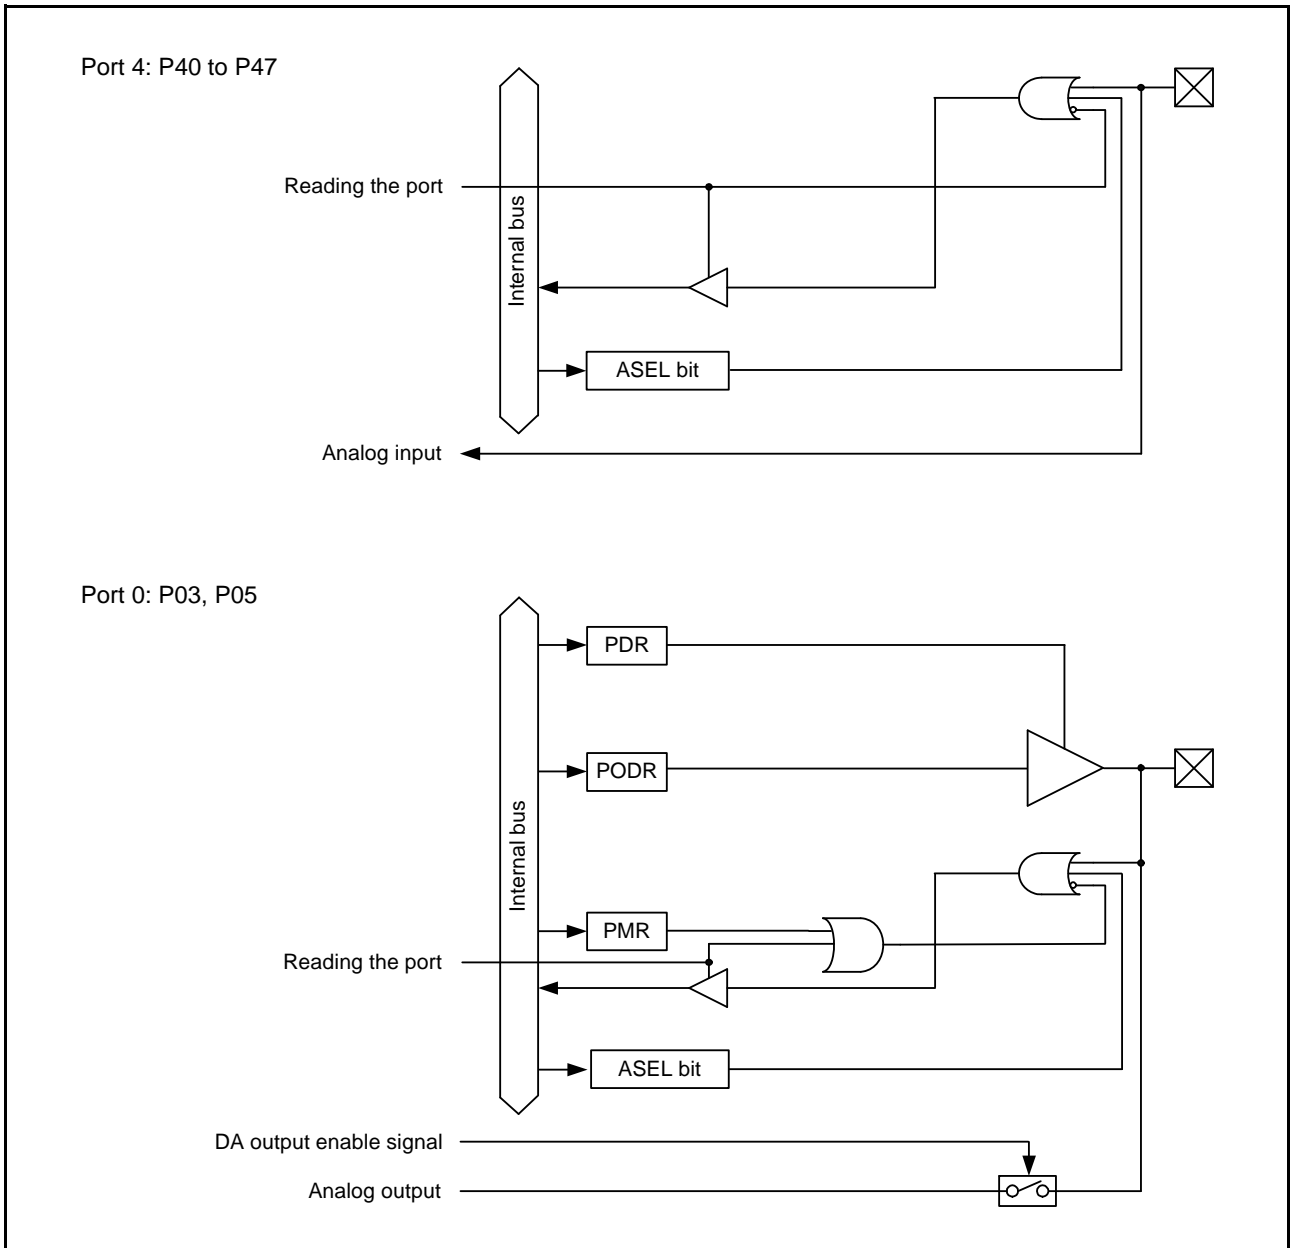 Port 4: P40 to P47
Reading the port
Internal bus
ASEL bit
Analog input
Port 0: P03, P05
PDR
PODR
Internal bus
PMR
Reading the port
ASEL bit
DA output enable signal
Analog output